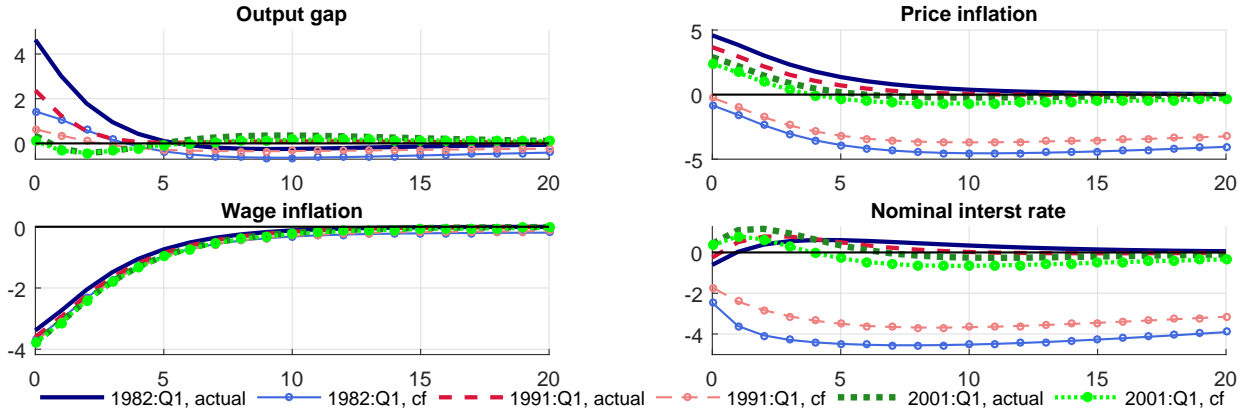 Output gap
4
2
0
0 5 10 15 20
Price inflation
5
0
-5
0 5 10 15 20
Wage inflation
0
-2
-4
0 5 10 15 20
Nominal intersst rate
0
-2
-4
0 5 10 15 20
1982:Q1, actual 1982:Q1, cf 1991:Q1, actual 1991:Q1, cf 2001:Q1, actual 2001:Q1, cf